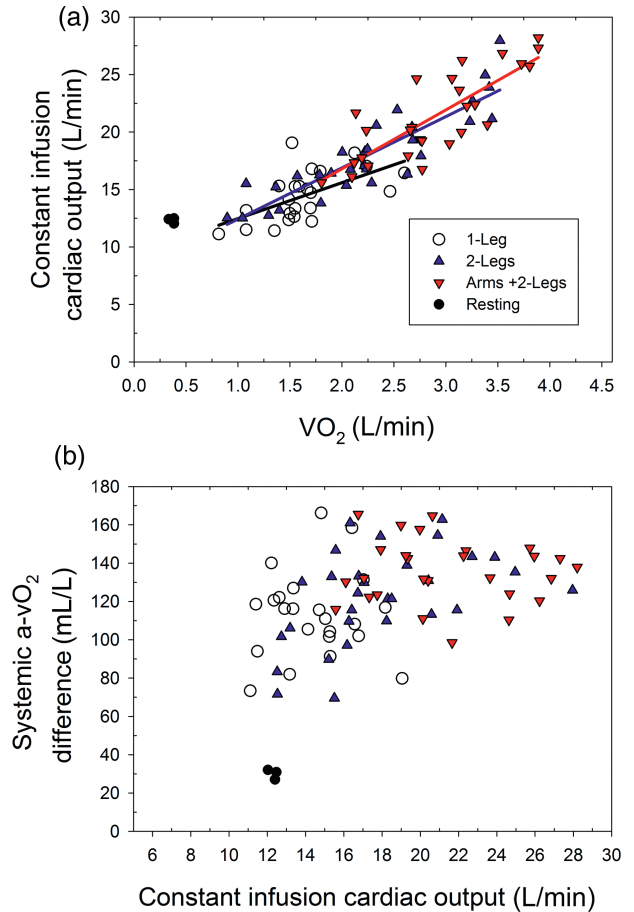 (a)
Constant infusion
cardiac output (L/min)
30
25
20
15
10
5
0
1-Leg
2-Legs
Arms +2-Legs
Resting
0.0 0.5 1.0 1.5 2.0 2.5 3.0 3.5 4.0 4.5
VO2 (L/min)
(b)
Systemic a-vO2
difference (mL/L)
180
160
140
120
100
80
60
40
20
0
6 8 10 12 14 16 18 20 22 24 26 28 30
Constant infusion cardiac output (L/min)